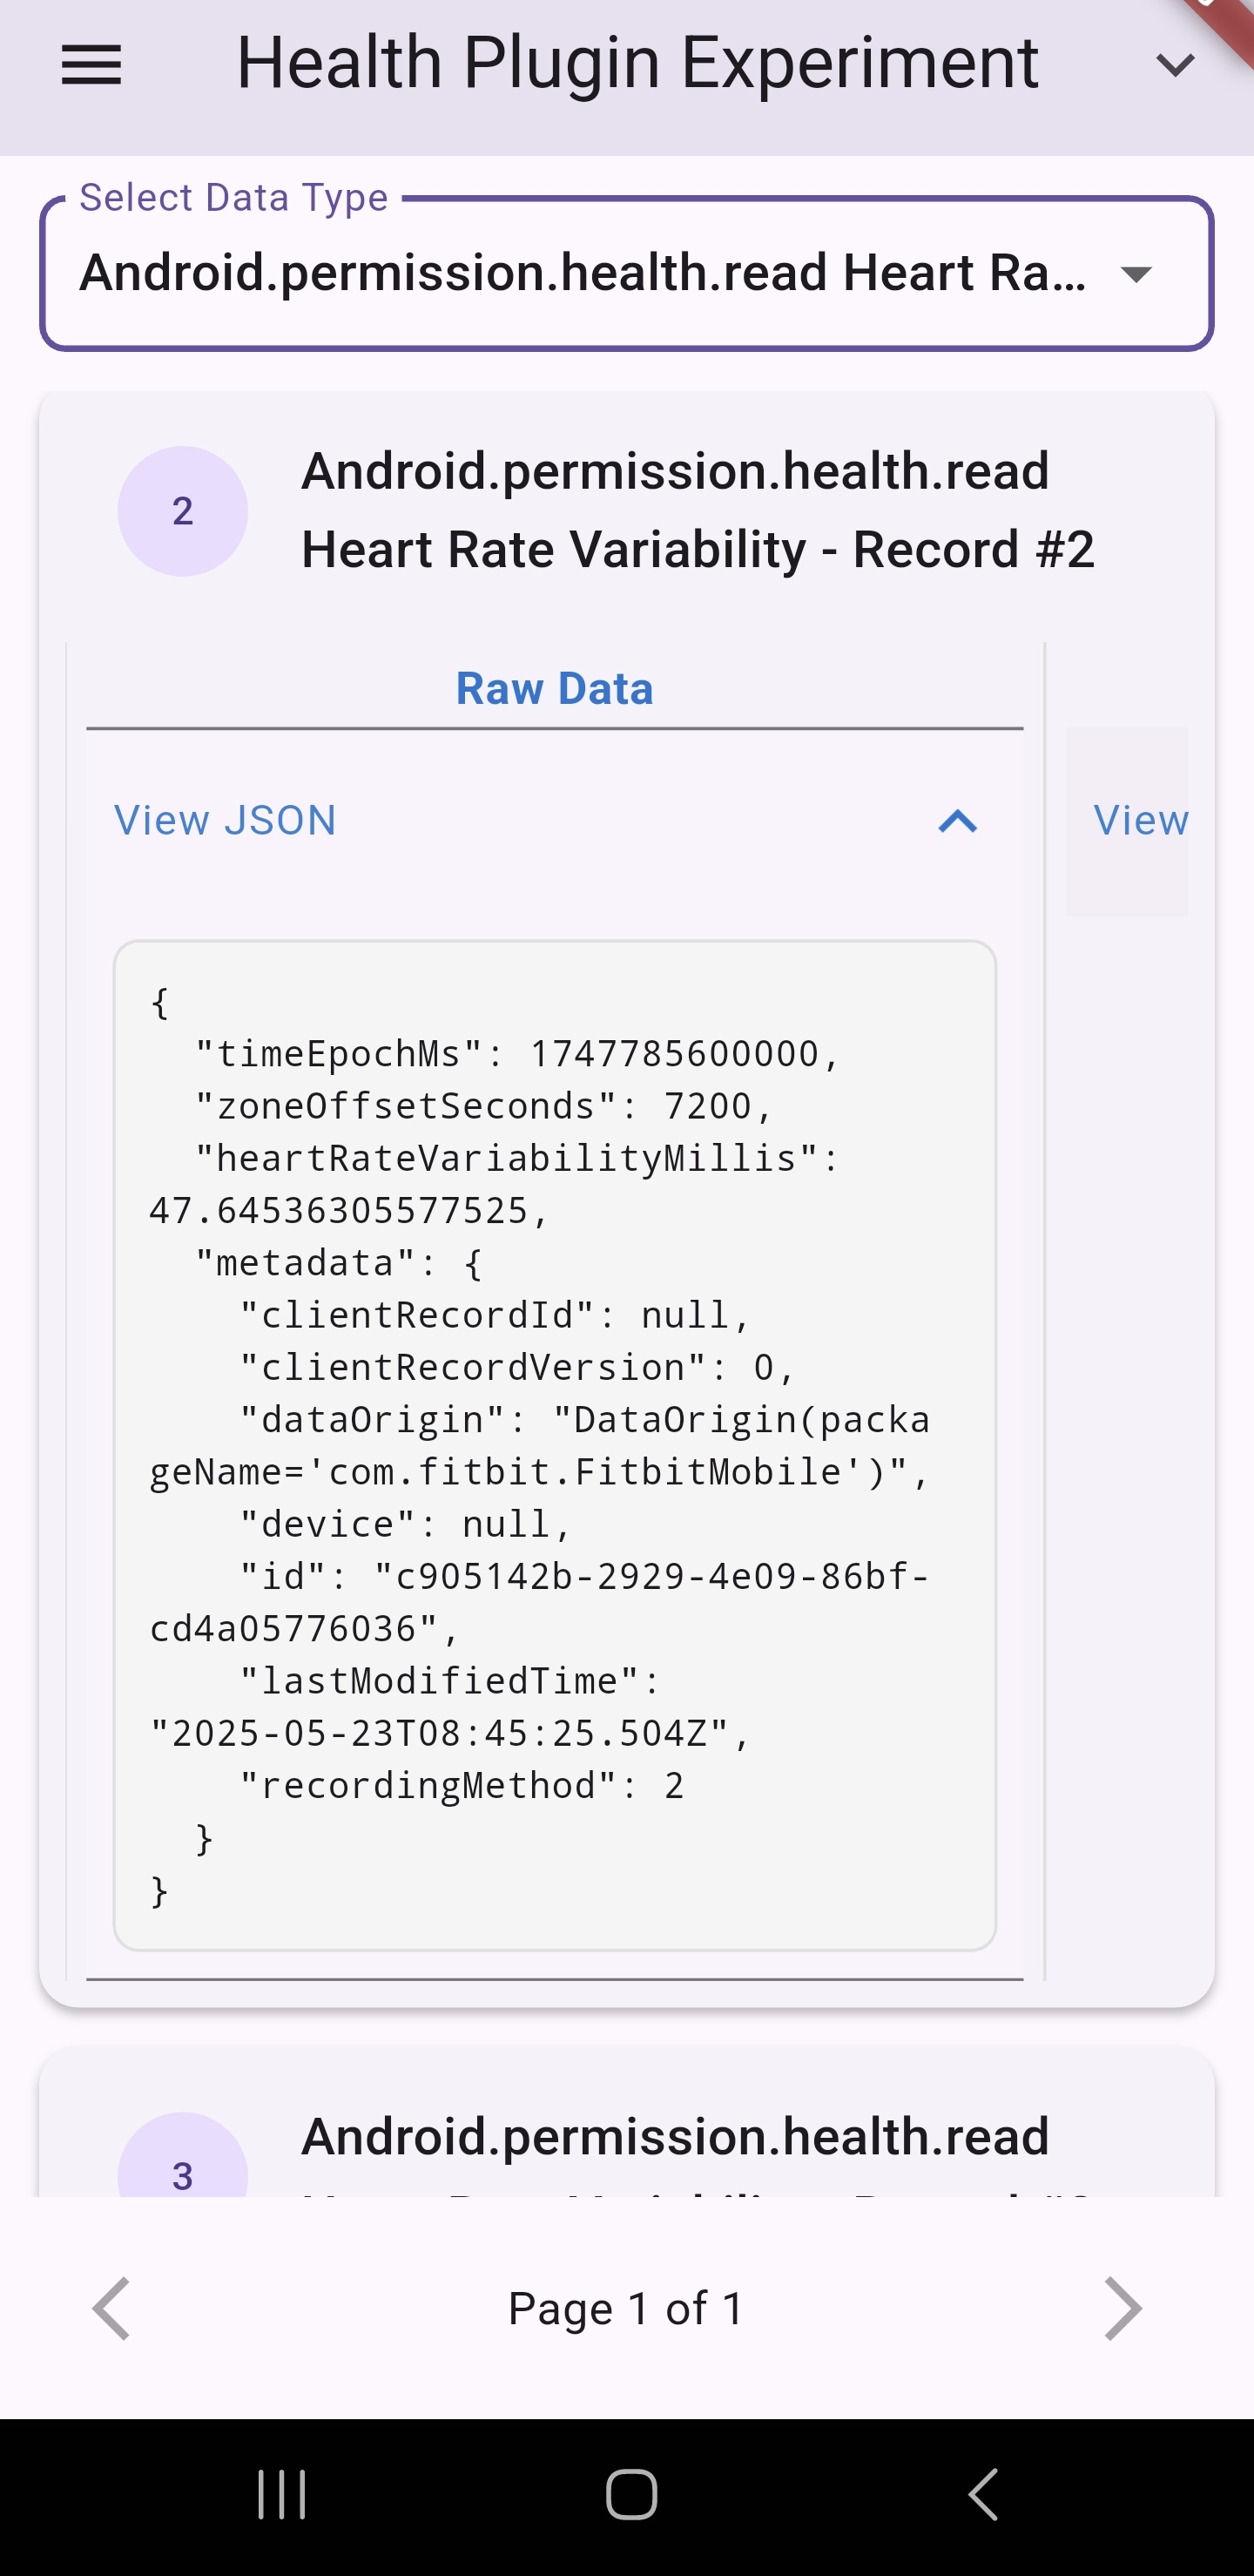 Health Plugin Experiment
Select Data Type
Android.permission.health.read Heart Ra...
2
Android.permission.health.read
Heart Rate Variability - Record #2
Raw Data
View JSON
View
{
"timeEpochMs": 1747785600000,
"zoneOffsetSeconds": 7200,
"heartRateVariabilityMillis":
47.64536305577525,
"metadata": {
"clientRecordId": null,
"clientRecordVersion": 0,
"dataOrigin": "DataOrigin(packa
geName='com.fitbit.FitbitMobile')",
"device": null,
"id": "c905142b-2929-4e09-86bf-
cd4a05776036",
"lastModifiedTime":
"2025-05-23T08:45:25.504Z",
"recordingMethod": 2
}
}
3
Android.permission.health.read
Page 1 of 1